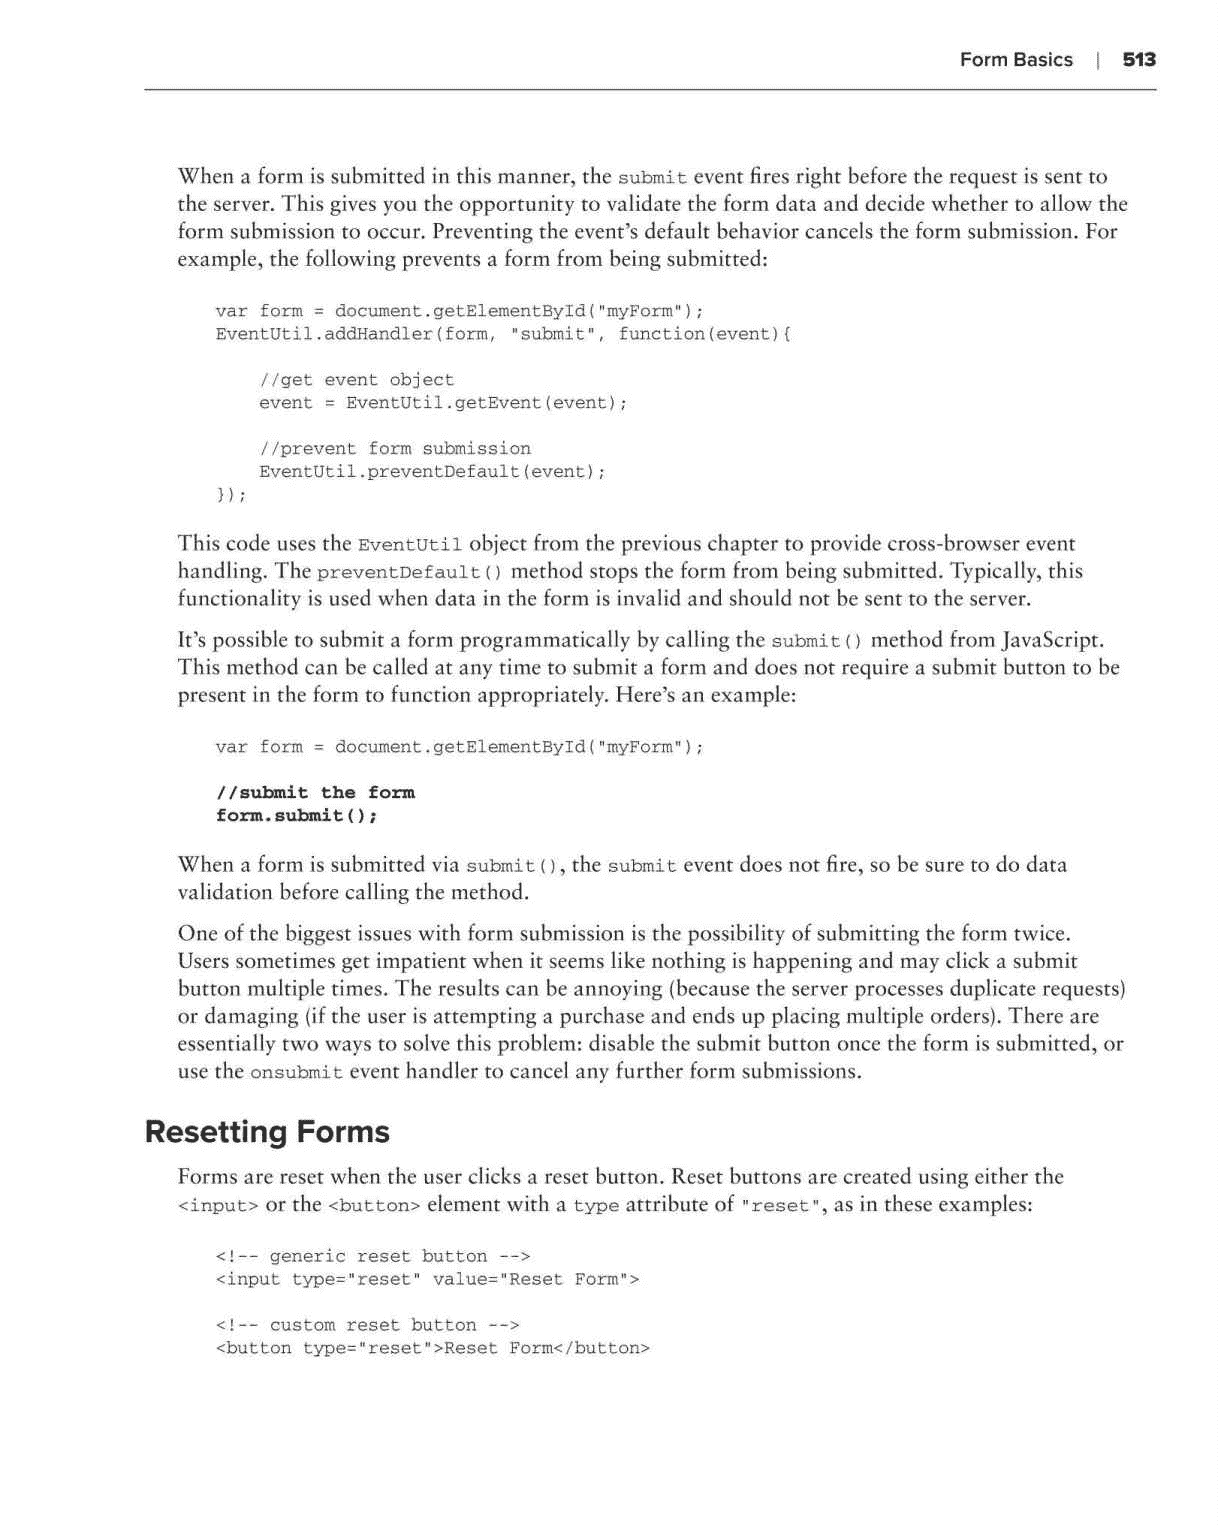 Form Basics | 513
When a form is submitted in this manner, the submit event fires right before the request is sent to
the server. This gives you the opportunity to validate the form data and decide whether to allow the
form submission to occur. Preventing the event’s default behavior cancels the form submission. For
example, the following prevents a form from being submitted:
var form = document.getElementById("myForm");
EventUtil.addHandler(form, "submit", function(event){
//get event object
event = EventUtil.getEvent(event);
//prevent form submission
EventUtil.preventDefault(event);
});
This code uses the EventUtil object from the previous chapter to provide cross-browser event
handling. The preventDefault() method stops the form from being submitted. Typically, this
functionality is used when data in the form is invalid and should not be sent to the server.
It’s possible to submit a form programmatically by calling the submit() method from JavaScript.
This method can be called at any time to submit a form and does not require a submit button to be
present in the form to function appropriately. Here’s an example:
var form = document.getElementById("myForm");
//submit the form
form.submit();
When a form is submitted via submit(), the submit event does not fire, so be sure to do data
validation before calling the method.
One of the biggest issues with form submission is the possibility of submitting the form twice.
Users sometimes get impatient when it seems like nothing is happening and may click a submit
button multiple times. The results can be annoying (because the server processes duplicate requests)
or damaging (if the user is attempting a purchase and ends up placing multiple orders). There are
essentially two ways to solve this problem: disable the submit button once the form is submitted, or
use the onsubmit event handler to cancel any further form submissions.
Resetting Forms
Forms are reset when the user clicks a reset button. Reset buttons are created using either the
<input> or the <button> element with a type attribute of "reset", as in these examples:
<!-- generic reset button -->
<input type="reset" value="Reset Form">
<!-- custom reset button -->
<button type="reset">Reset Form</button>